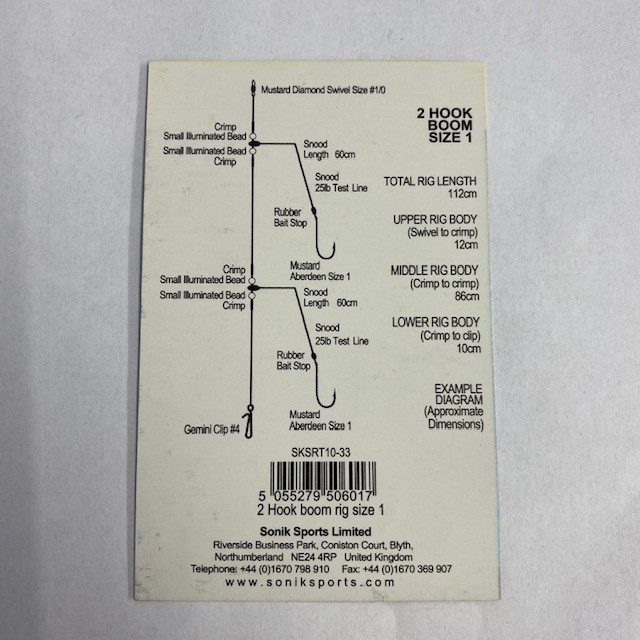 Mustard Diamond Swivel Size #1/0
2 HOOK
BOOM
SIZE 1
Crimp
Small Illuminated Bead
Small Illuminated Bead
Crimp
Snood
Length 60cm
Snood
25lb Test Line
Rubber
Bait Stop
Mustard
Aberdeen Size 1
TOTAL RIG LENGTH
112cm
UPPER RIG BODY
(Swivel to crimp)
12cm
MIDDLE RIG BODY
(Crimp to crimp)
86cm
LOWER RIG BODY
(Crimp to clip)
10cm
Crimp
Small Illuminated Bead
Small Illuminated Bead
Crimp
Snood
Length 60cm
Snood
25lb Test Line
Rubber
Bait Stop
Mustard
Aberdeen Size 1
Gemini Clip #4
EXAMPLE
DIAGRAM
(Approximate
Dimensions)
SKSRT10-33
5 055279 506017
2 Hook boom rig size 1
Sonik Sports Limited
Riverside Business Park, Coniston Court, Blyth,
Northumberland NE24 4RP United Kingdom
Telephone: +44 (0)1670 798 910 Fax: +44 (0)1670 369 907
www.soniksports.com